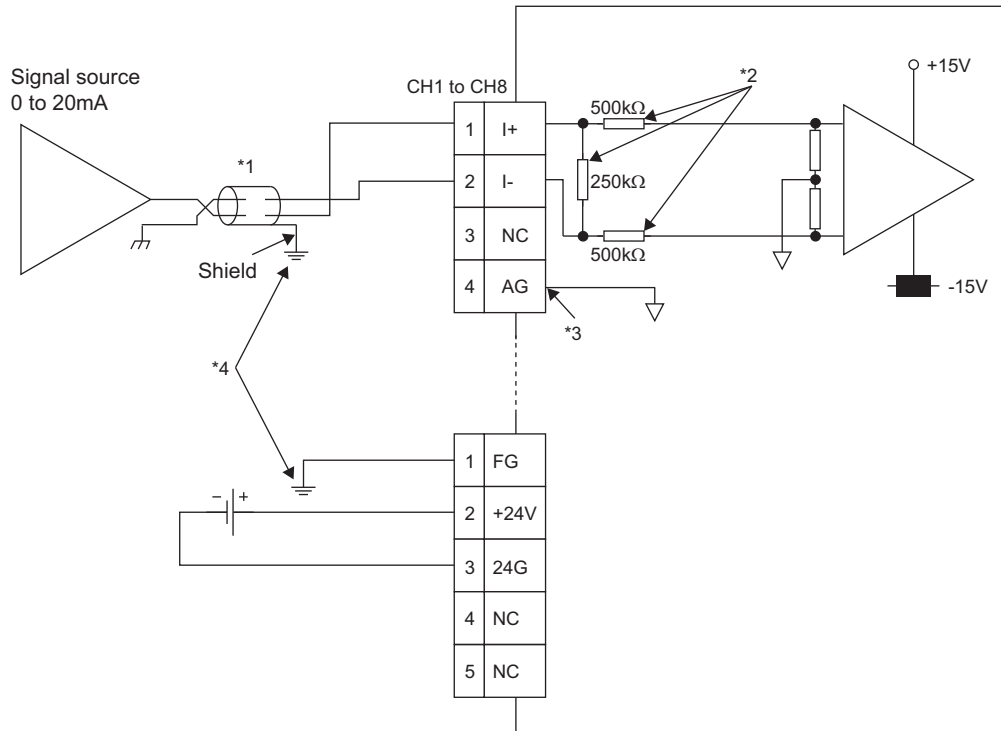 Signal source
0 to 20mA
*1
Shield
*4
CH1 to CH8
1 I+
2 I-
3 NC
4 AG
*2
500kΩ
250kΩ
500kΩ
*3
+15V
-15V
1 FG
2 +24V
3 24G
4 NC
5 NC
− +